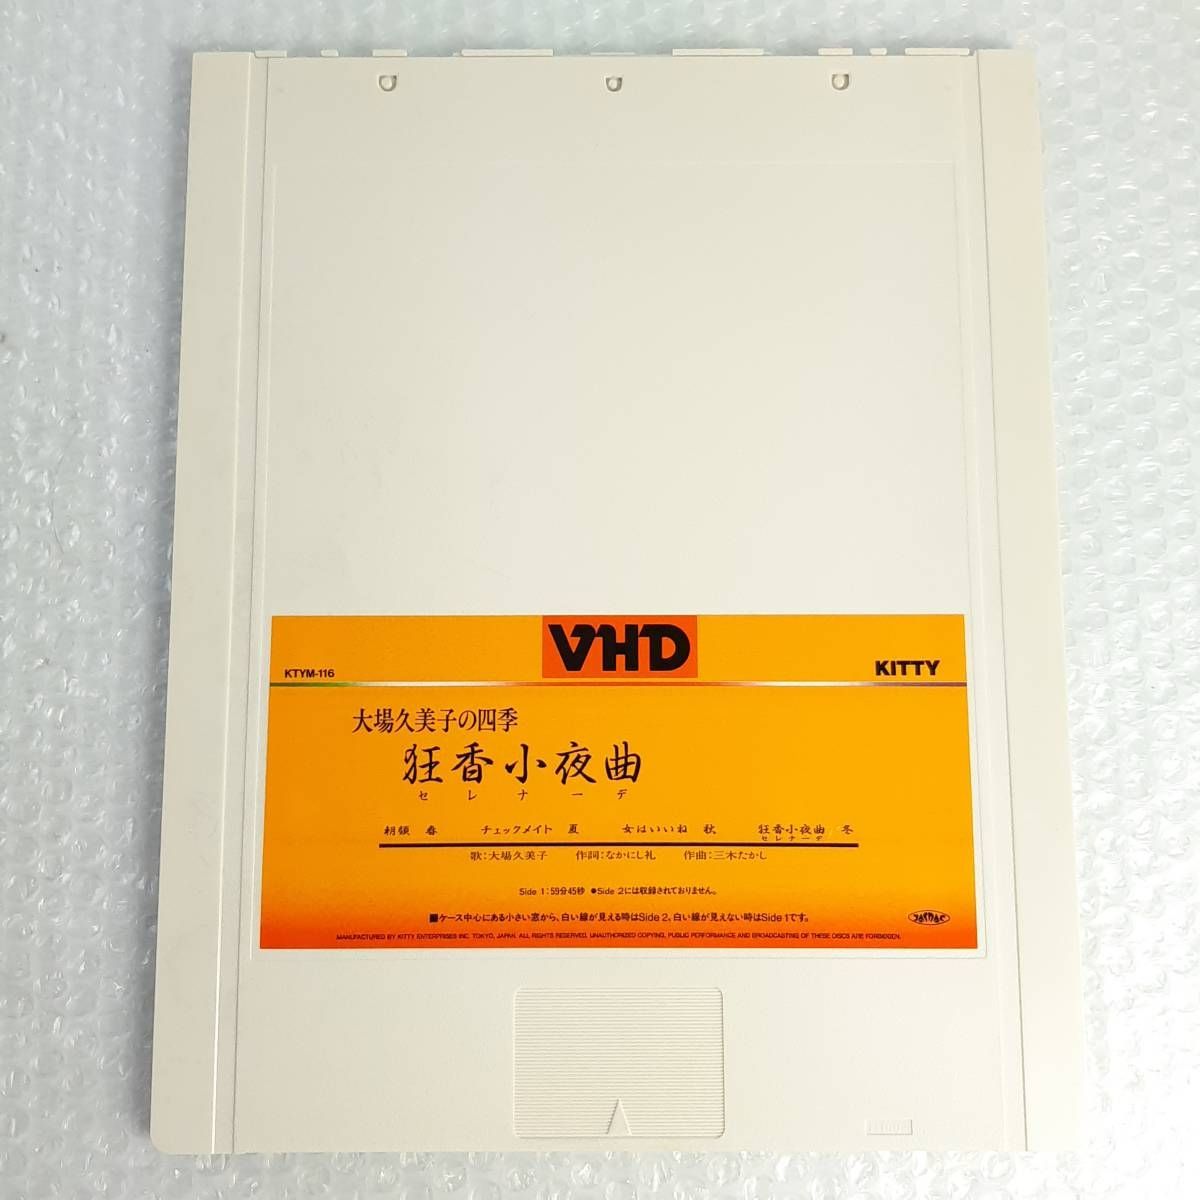 VHD
KTYM-116
KITTY
大場久美子の四季
狂香小夜曲
セレナーデ
朝顔 春 チェックメイト 夏 女はいいね 秋 狂香小夜曲 冬
セレナーデ
歌:大場久美子 作詞:なかにし礼 作曲:三木たかし
Side 1:59分45秒 ●Side 2には収録されておりません。
■ケース中心にある小さい窓から、白い線が見える時はSide 2、白い線が見えない時はSide 1です。
MANUFACTURED BY KITTY ENTERPRISES INC. TOKYO, JAPAN. ALL RIGHTS RESERVED. UNAUTHORIZED COPYING, PUBLIC PERFORMANCE AND BROADCASTING OF THESE DISCS ARE FORBIDEN.